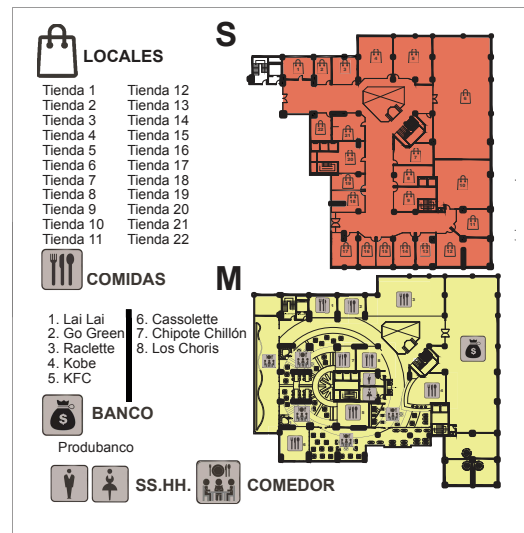 S
LOCALES
Tienda 1
Tienda 2
Tienda 3
Tienda 4
Tienda 5
Tienda 6
Tienda 7
Tienda 8
Tienda 9
Tienda 10
Tienda 11
Tienda 12
Tienda 13
Tienda 14
Tienda 15
Tienda 16
Tienda 17
Tienda 18
Tienda 19
Tienda 20
Tienda 21
Tienda 22
COMIDAS
M
1. Lai Lai
2. Go Green
3. Raclette
4. Kobe
5. KFC
6. Cassolette
7. Chipote Chillón
8. Los Choris
$
BANCO
Produbanco
SS.HH.
COMEDOR